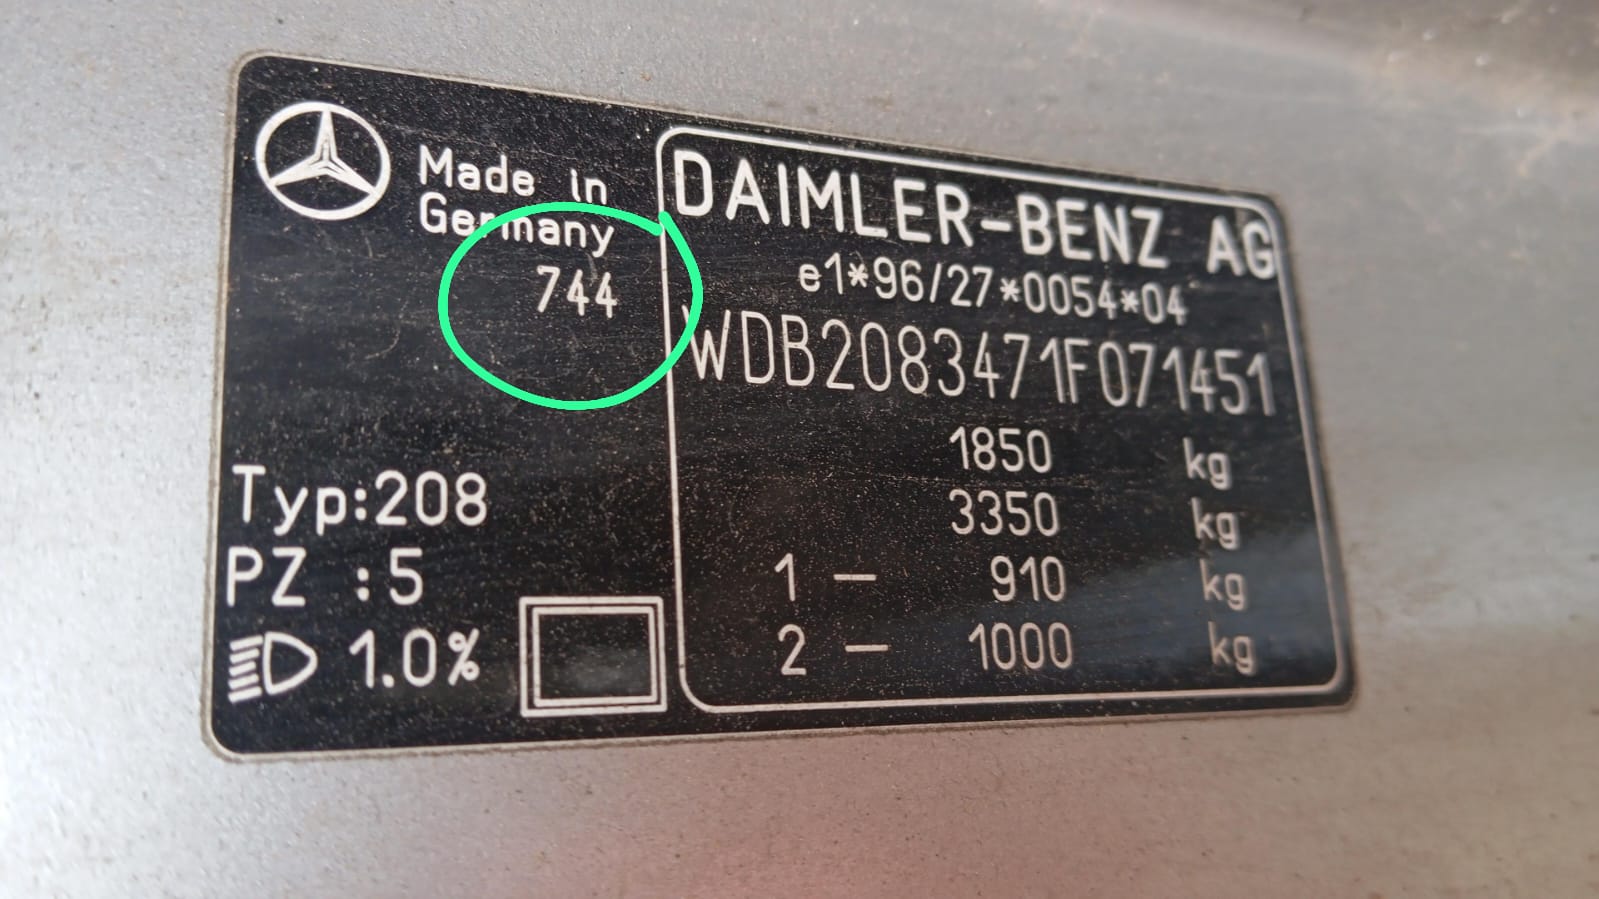 Made in
Germany
744
Typ:208
PZ :5
1.0%
DAIMLER-BENZ AG
e1*96/27*0054*04
WDB2083471F071451
1850 kg
3350 kg
1 — 910 kg
2 — 1000 kg